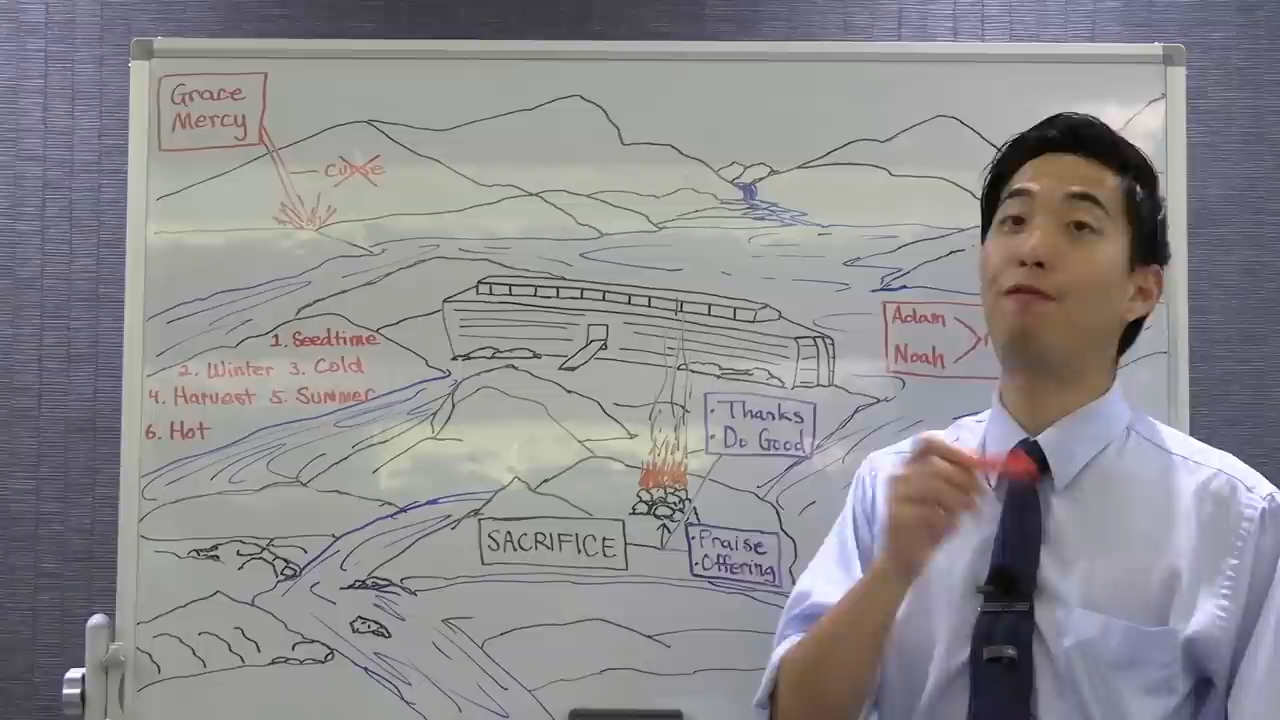 Grace
Mercy
curse
1. Seedtime
2. Winter 3. Cold
4. Harvest 5. Summer
6. Hot
Adam
Noah
· Thanks
· Do Good
SACRIFICE
· Praise
· Offering